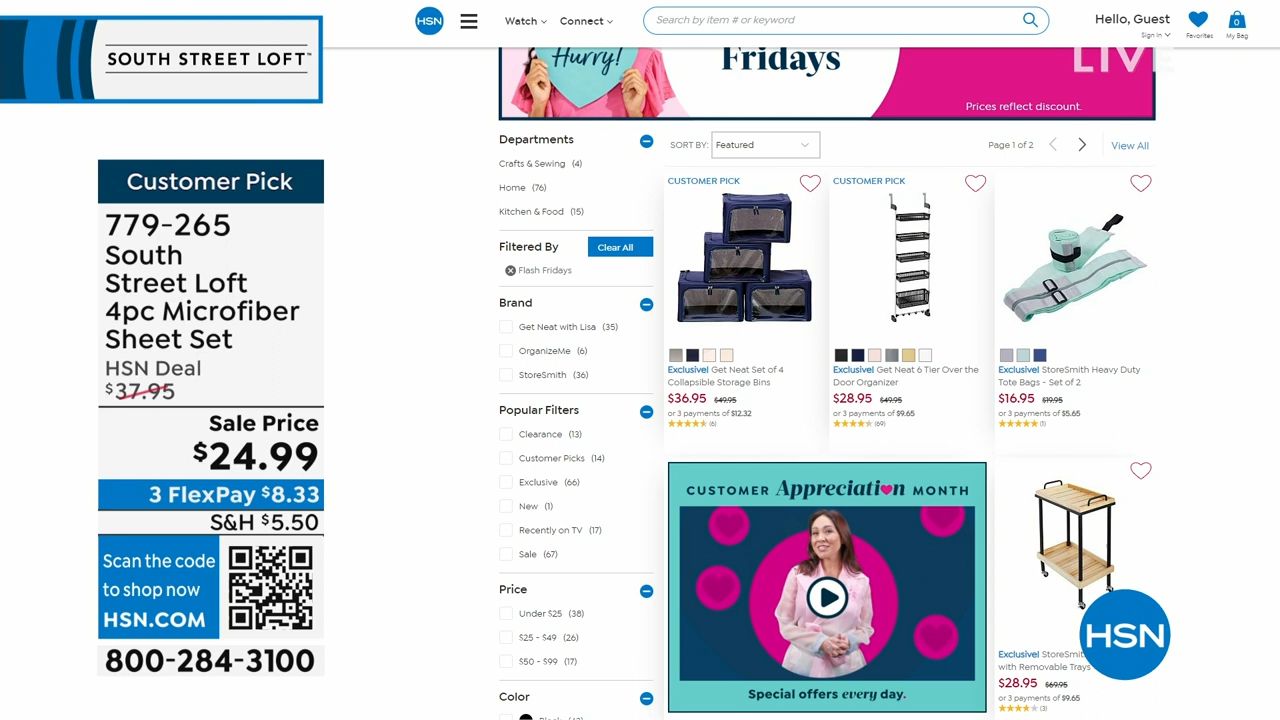 SOUTH STREET LOFT™
Customer Pick
779-265
South
Street Loft
4pc Microfiber
Sheet Set
HSN Deal
$37.95
Sale Price
$24.99
3 FlexPay $8.33
S&H $5.50
Scan the code
to shop now
HSN.COM
800-284-3100
HSN
Watch
Connect
Search by item # or keyword
Hello, Guest
Sign in
Favorites
0
My Bag
Hurry!
Fridays
LIVE
Prices reflect discount.
Departments
Crafts & Sewing (4)
Home (76)
Kitchen & Food (15)
Filtered By
Clear All
Flash Fridays
Brand
Get Neat with Lisa (35)
OrganizeMe (6)
StoreSmith (36)
Popular Filters
Clearance (13)
Customer Picks (14)
Exclusive (66)
New (1)
Recently on TV (17)
Sale (67)
Price
Under $25 (38)
$25 - $49 (26)
$50 - $99 (17)
Color
SORT BY: Featured
Page 1 of 2
View All
CUSTOMER PICK
Exclusive! Get Neat Set of 4
Collapsible Storage Bins
$36.95 $49.95
or 3 payments of $12.32
(6)
CUSTOMER PICK
Exclusive! Get Neat 6 Tier Over the
Door Organizer
$28.95 $49.95
or 3 payments of $9.65
(69)
Exclusive! StoreSmith Heavy Duty
Tote Bags - Set of 2
$16.95 $19.95
or 3 payments of $5.65
(1)
CUSTOMER Appreciation MONTH
Special offers every day.
Exclusive! StoreSmit
with Removable Trays
$28.95 $69.95
or 3 payments of $9.65
(3)
HSN